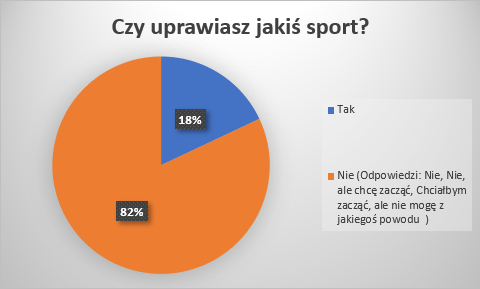 Czy uprawiasz jakiś sport?
18%
82%
Tak
Nie (Odpowiedzi: Nie, Nie,
ale chcę zacząć, Chciałbym
zacząć, ale nie mogę z
jakiegoś powodu  )